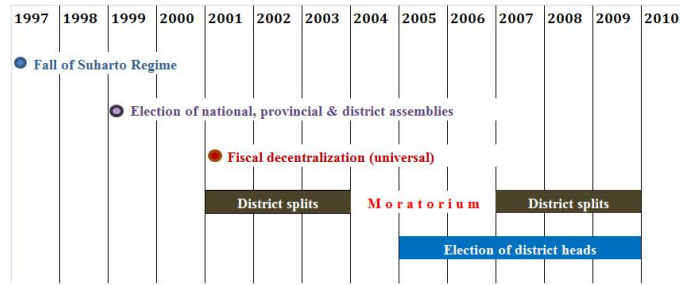 1997 1998 1999 2000 2001 2002 2003 2004 2005 2006 2007 2008 2009 2010
Fall of Suharto Regime
Election of national, provincial & district assemblies
Fiscal decentralization (universal)
District splits Moratorium District splits
Election of district heads